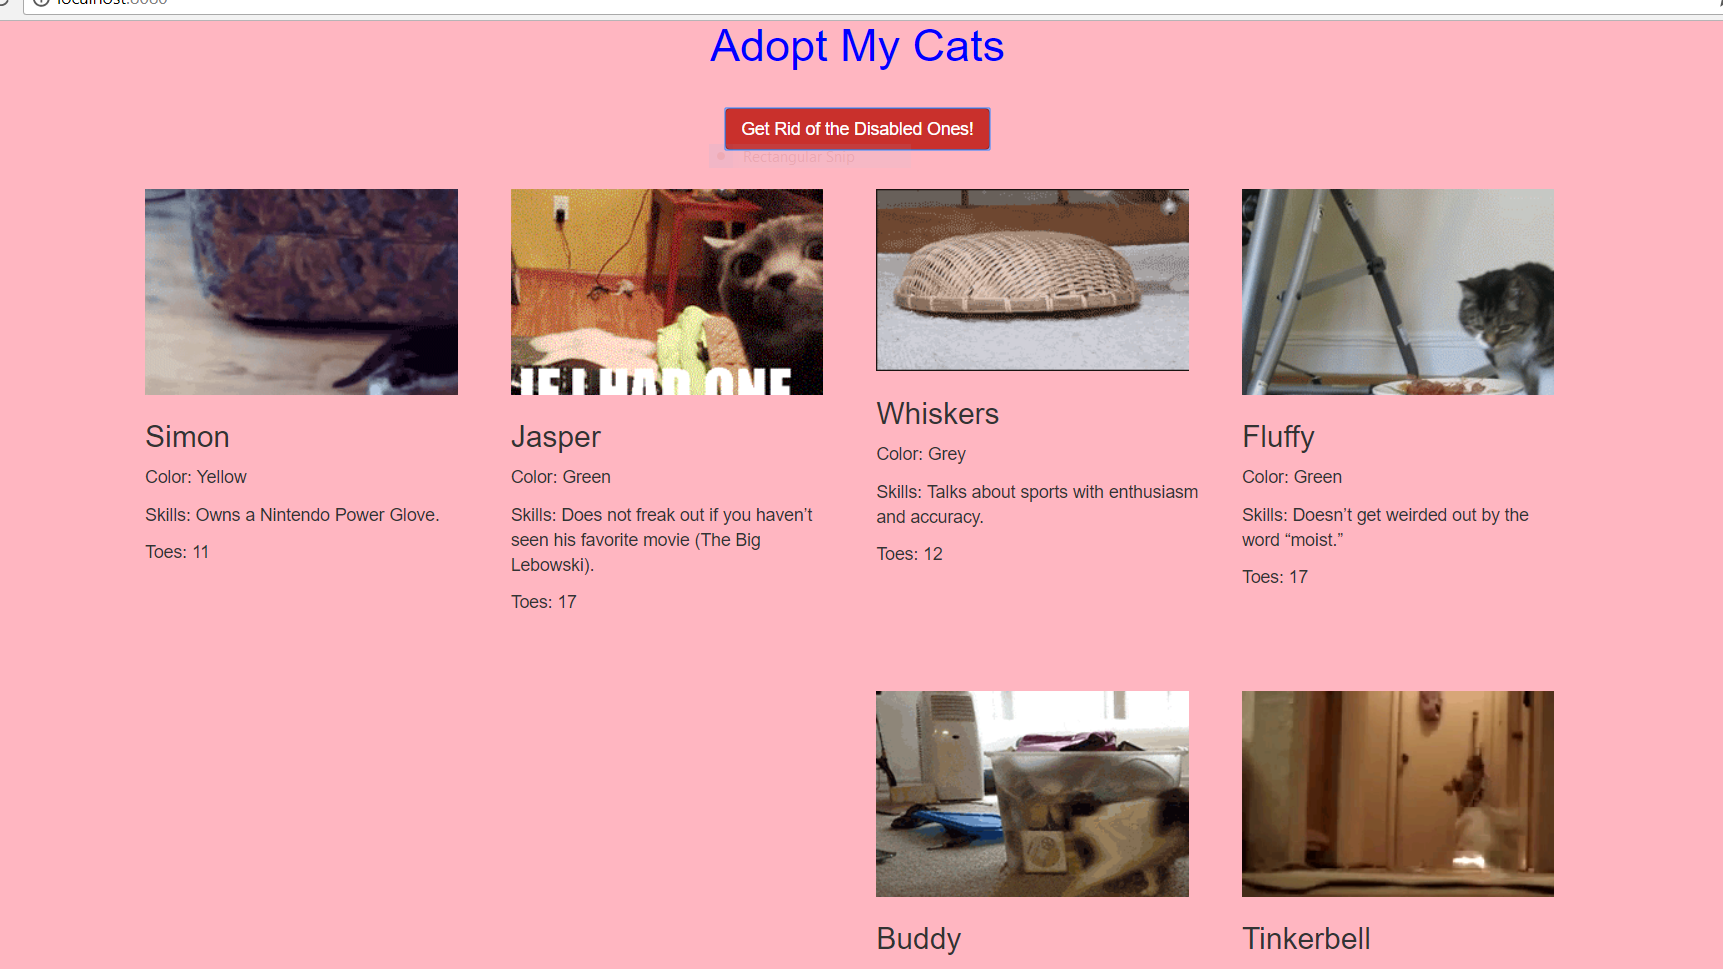 localhost:8080
Adopt My Cats
Get Rid of the Disabled Ones!
Rectangular Snip
IF I HAD ONE
Simon
Color: Yellow
Skills: Owns a Nintendo Power Glove.
Toes: 11
Jasper
Color: Green
Skills: Does not freak out if you haven’t
seen his favorite movie (The Big
Lebowski).
Toes: 17
Whiskers
Color: Grey
Skills: Talks about sports with enthusiasm
and accuracy.
Toes: 12
Fluffy
Color: Green
Skills: Doesn’t get weirded out by the
word “moist.”
Toes: 17
Buddy
Tinkerbell